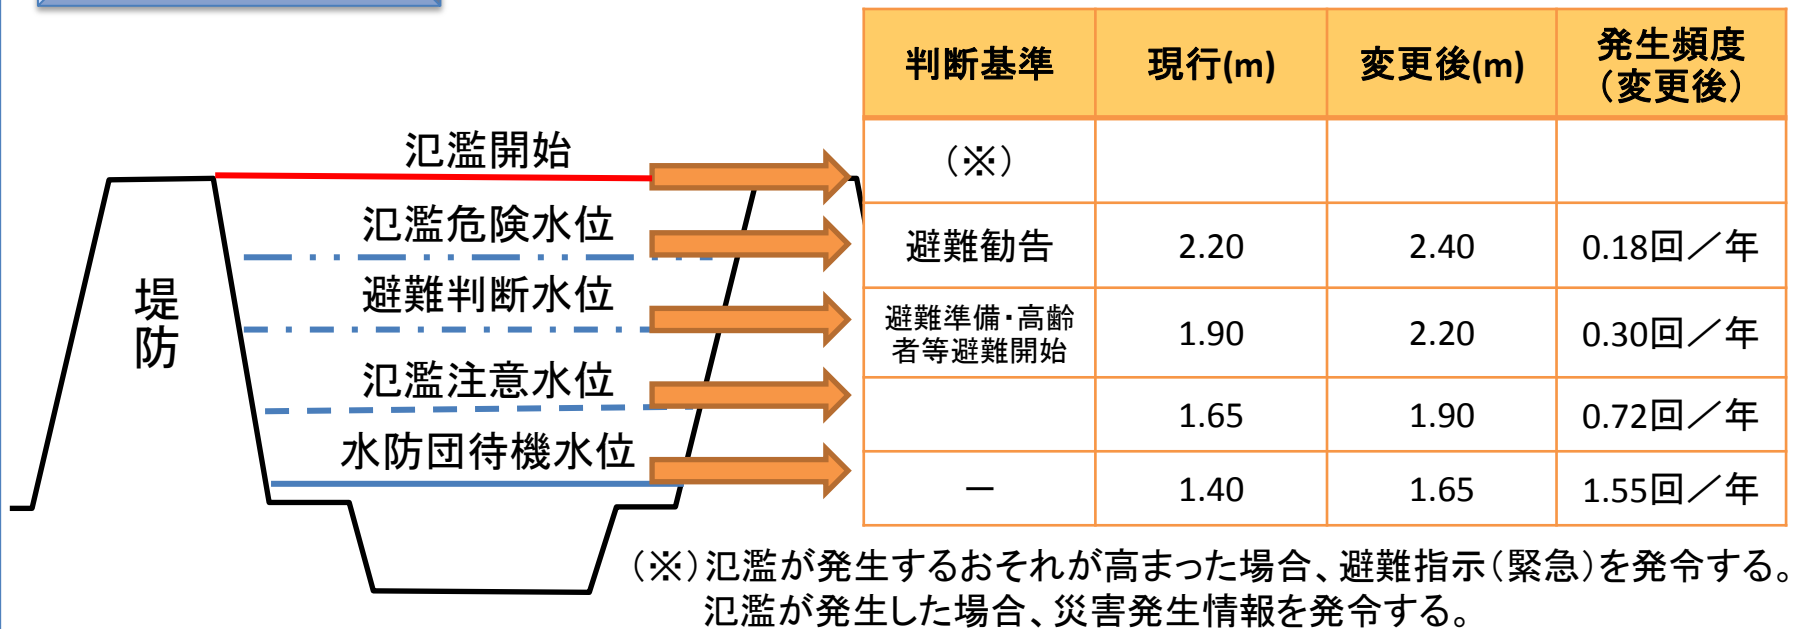 判断基準 現行(m) 変更後(m) 発生頻度
(変更後)
氾濫開始 (※)
氾濫危険水位 避難勧告 2.20 2.40 0.18回／年
避難判断水位 避難準備・高齢
者等避難開始 1.90 2.20 0.30回／年
氾濫注意水位 1.65 1.90 0.72回／年
水防団待機水位 － 1.40 1.65 1.55回／年
堤
防
(※)氾濫が発生するおそれが高まった場合、避難指示(緊急)を発令する。
氾濫が発生した場合、災害発生情報を発令する。